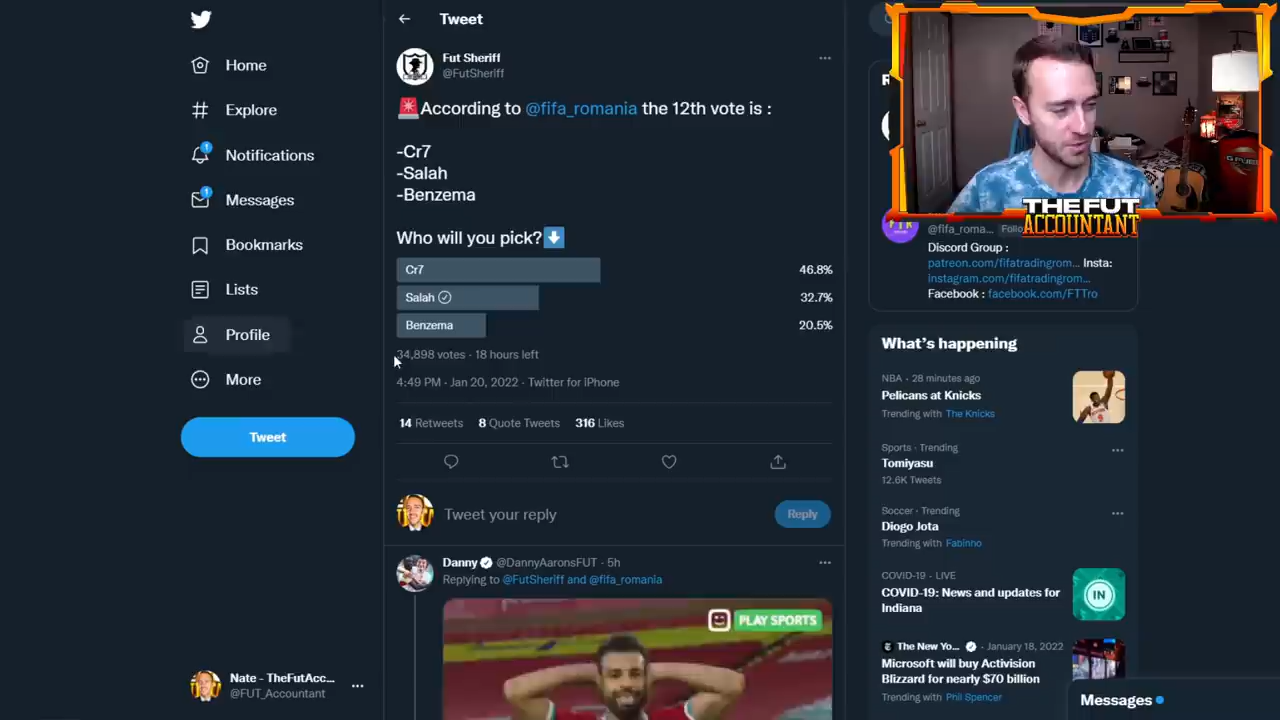 Home
Explore
Notifications
1
Messages
1
Bookmarks
Lists
Profile
More
Tweet
Nate - TheFutAcc...
@FUT_Accountant
Tweet
Fut Sheriff
@FutSheriff
🚨According to @fifa_romania the 12th vote is :
-Cr7
-Salah
-Benzema
Who will you pick?⬇️
Cr7 46.8%
Salah 32.7%
Benzema 20.5%
34,898 votes · 18 hours left
4:49 PM · Jan 20, 2022 · Twitter for iPhone
14 Retweets 8 Quote Tweets 316 Likes
Tweet your reply
Reply
Danny @DannyAaronsFUT · 5h
Replying to @FutSheriff and @fifa_romania
PLAY SPORTS
THE FUT
ACCOUNTANT
@fifa_roma...
Discord Group :
patreon.com/fifatradingrom... Insta:
instagram.com/fifatradingrom...
Facebook : facebook.com/FTTro
What's happening
NBA · 28 minutes ago
Pelicans at Knicks
Trending with The Knicks
Sports · Trending
Tomiyasu
12.6K Tweets
Soccer · Trending
Diogo Jota
Trending with Fabinno
COVID-19 · LIVE
COVID-19: News and updates for
Indiana
IN
The New Yo... · January 18, 2022
Microsoft will buy Activision
Blizzard for nearly $70 billion
Trending with Phil Spencer
Messages